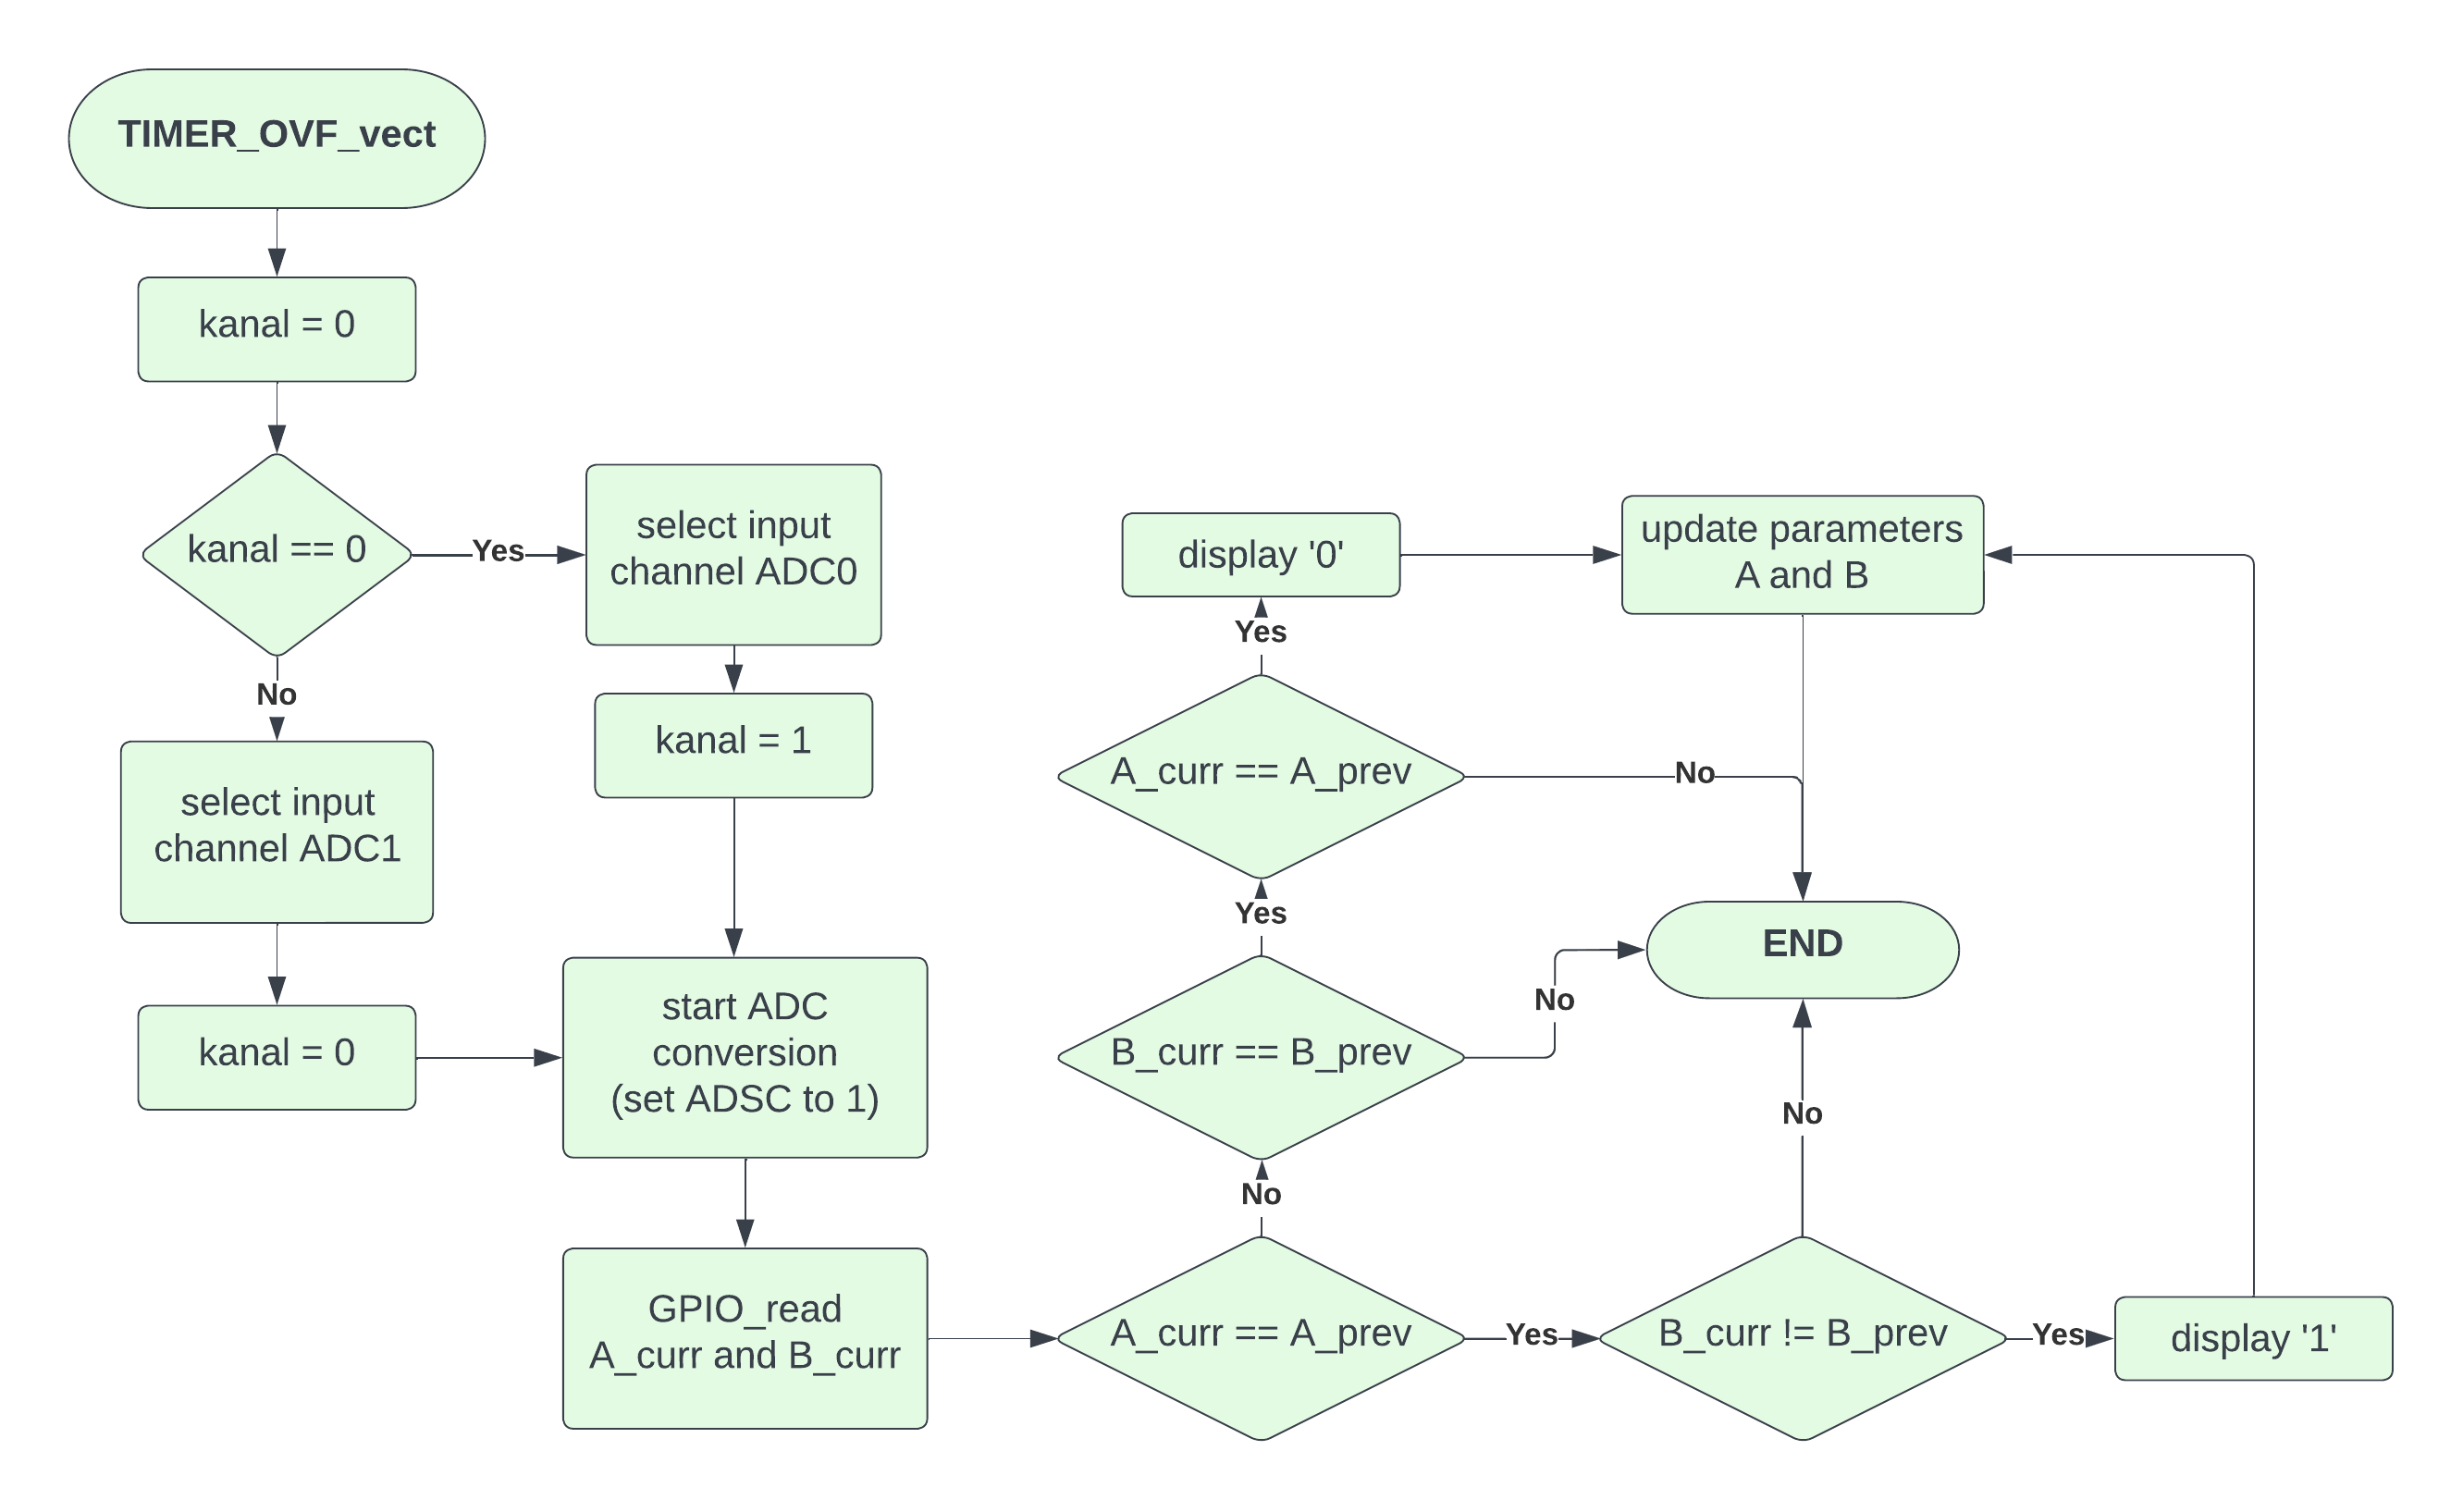 TIMER_OVF_vect
kanal = 0
kanal == 0
Yes
No
select input
channel ADC0
kanal = 1
select input
channel ADC1
kanal = 0
start ADC
conversion
(set ADSC to 1)
GPIO_read
A_curr and B_curr
A_curr == A_prev
Yes
No
B_curr != B_prev
Yes
No
display '1'
B_curr == B_prev
Yes
No
A_curr == A_prev
Yes
No
display '0'
update parameters
A and B
END